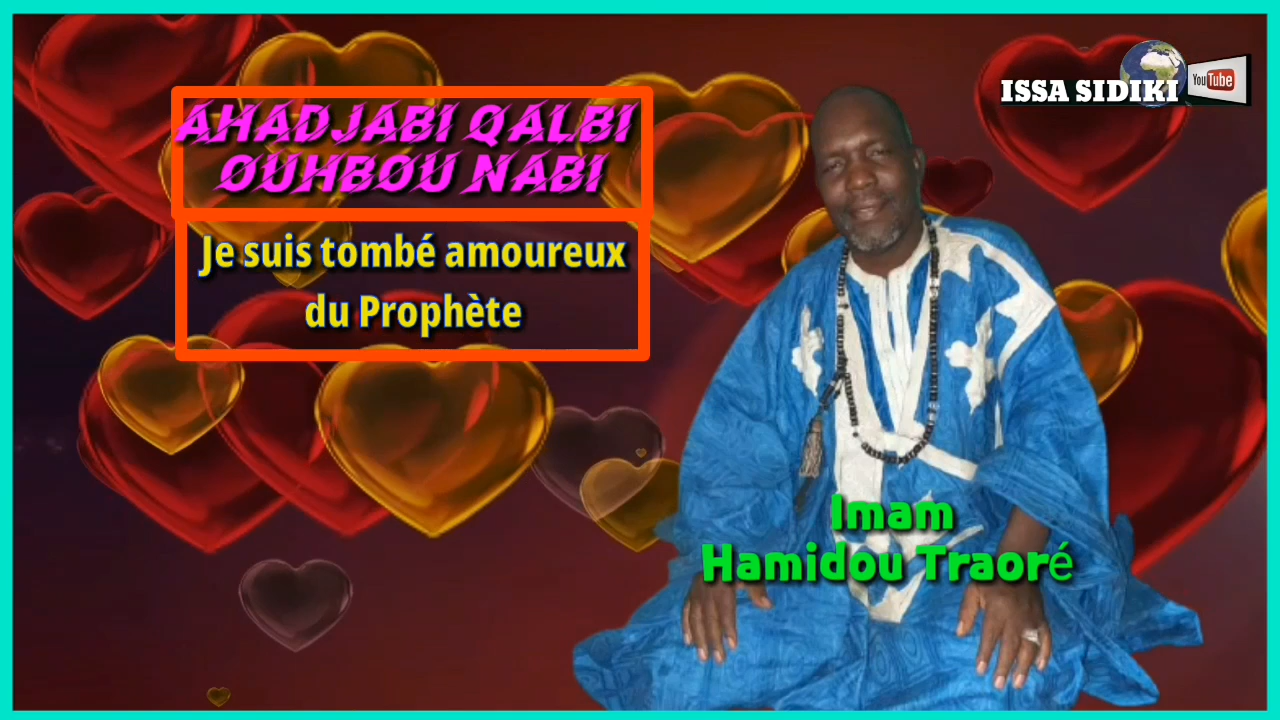 AHADJABI QALBI
OUHBOU NABI
Je suis tombé amoureux
du Prophète
ISSA SIDIKI
YouTube
Imam
Hamidou Traoré